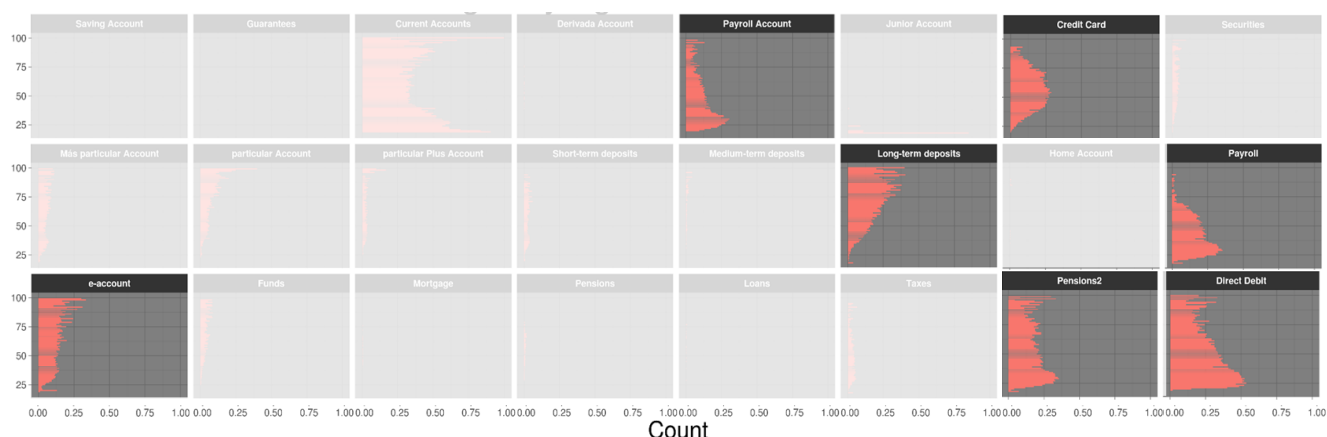 Saving Account Guarantees Current Accounts Derivada Account Payroll Account Junior Account Credit Card Securities
100
75
50
25
Más particular Account particular Account particular Plus Account Short-term deposits Medium-term deposits Long-term deposits Home Account Payroll
100
75
50
25
e-account Funds Mortgage Pensions Loans Taxes Pensions2 Direct Debit
100
75
50
25
0.00 0.25 0.50 0.75 1.00 0.00 0.25 0.50 0.75 1.00 0.00 0.25 0.50 0.75 1.00 0.00 0.25 0.50 0.75 1.00 0.00 0.25 0.50 0.75 1.00 0.00 0.25 0.50 0.75 1.00 0.00 0.25 0.50 0.75 1.00 0.00 0.25 0.50 0.75 1.00
Count